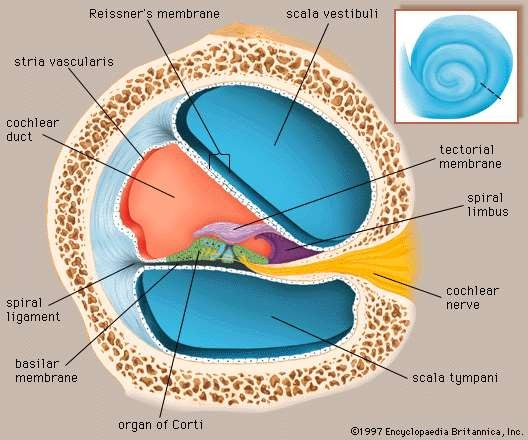 Reissner's membrane
scala vestibuli
stria vascularis
cochlear
duct
tectorial
membrane
spiral
limbus
cochlear
nerve
spiral
ligament
basilar
membrane
scala tympani
organ of Corti
©1997 Encyclopaedia Britannica, Inc.